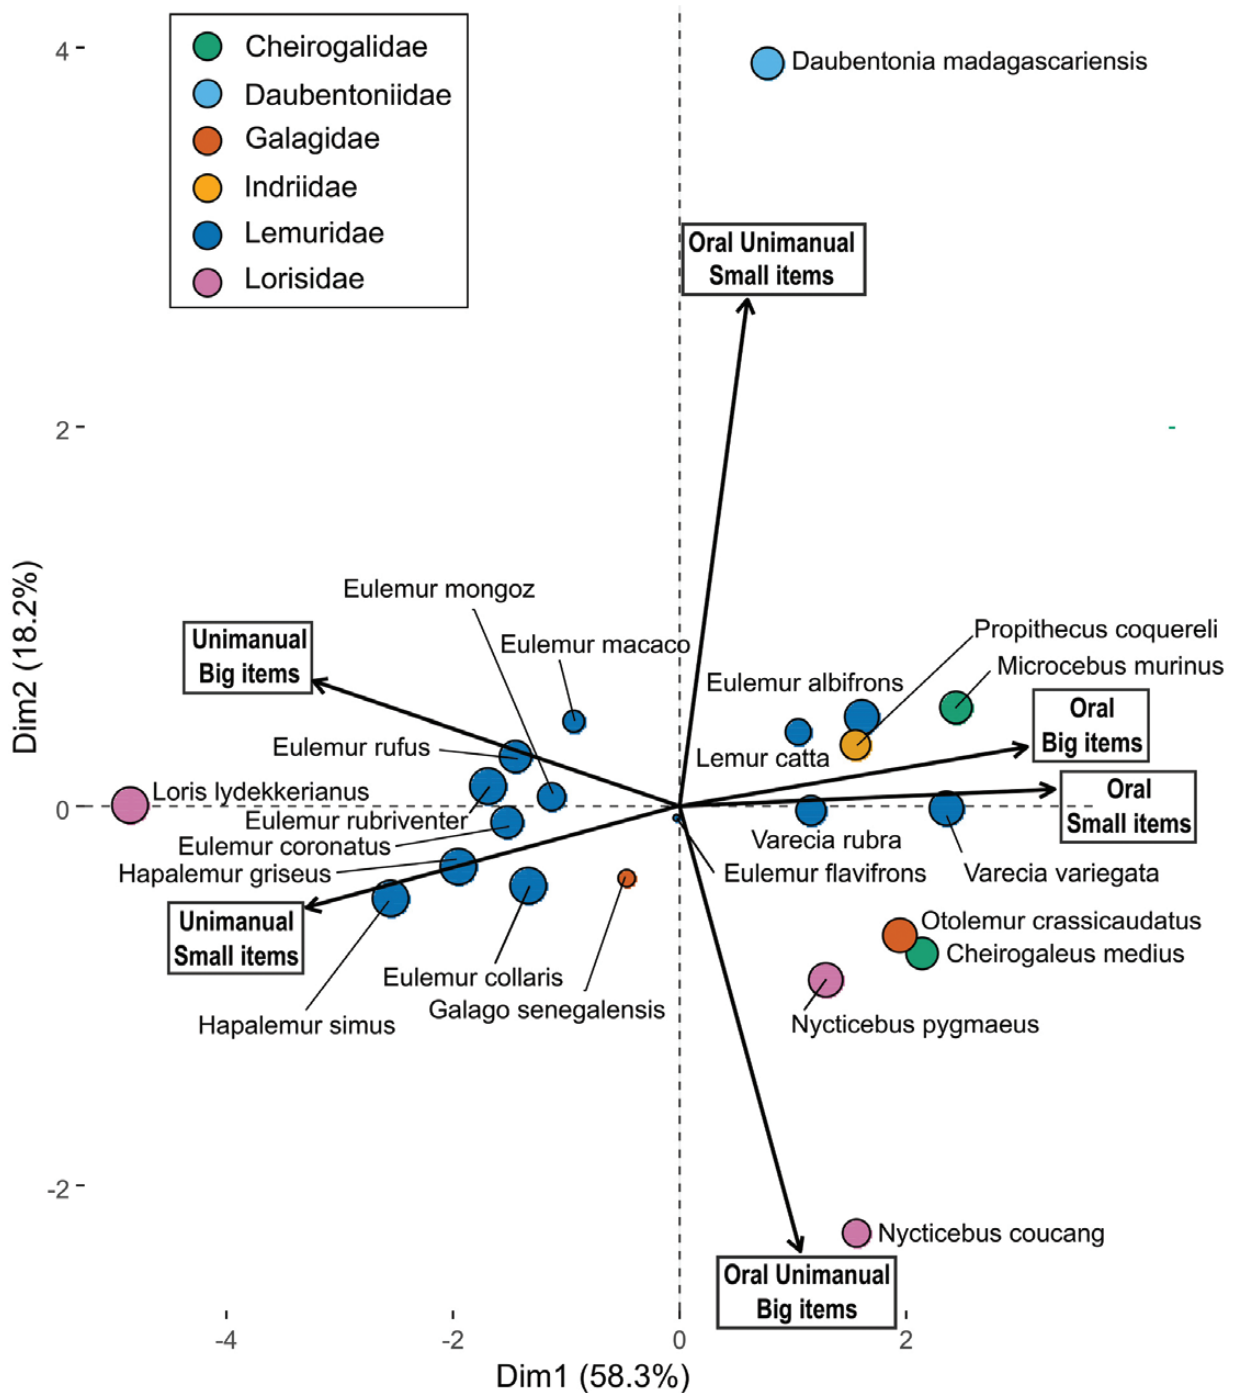 Cheirogalidae
Daubentoniidae
Galagidae
Indriidae
Lemuridae
Lorisidae
4
Daubentonia madagascariensis
Oral Unimanual
Small items
2
Dim2 (18.2%)
Eulemur mongoz
Unimanual
Big items
Eulemur macaco
Propithecus coquereli
Microcebus murinus
Eulemur albifrons
Oral
Big items
Eulemur rufus
Lemur catta
0
Loris lydekkerianus
Oral
Small items
Eulemur rubriventer
Eulemur coronatus
Varecia rubra
Hapalemur griseus
Eulemur flavifrons
Varecia variegata
Unimanual
Small items
Otolemur crassicaudatus
Cheirogaleus medius
Eulemur collaris
Galago senegalensis
Hapalemur simus
Nycticebus pygmaeus
-2
Nycticebus coucang
Oral Unimanual
Big items
-4
-2
0
2
Dim1 (58.3%)